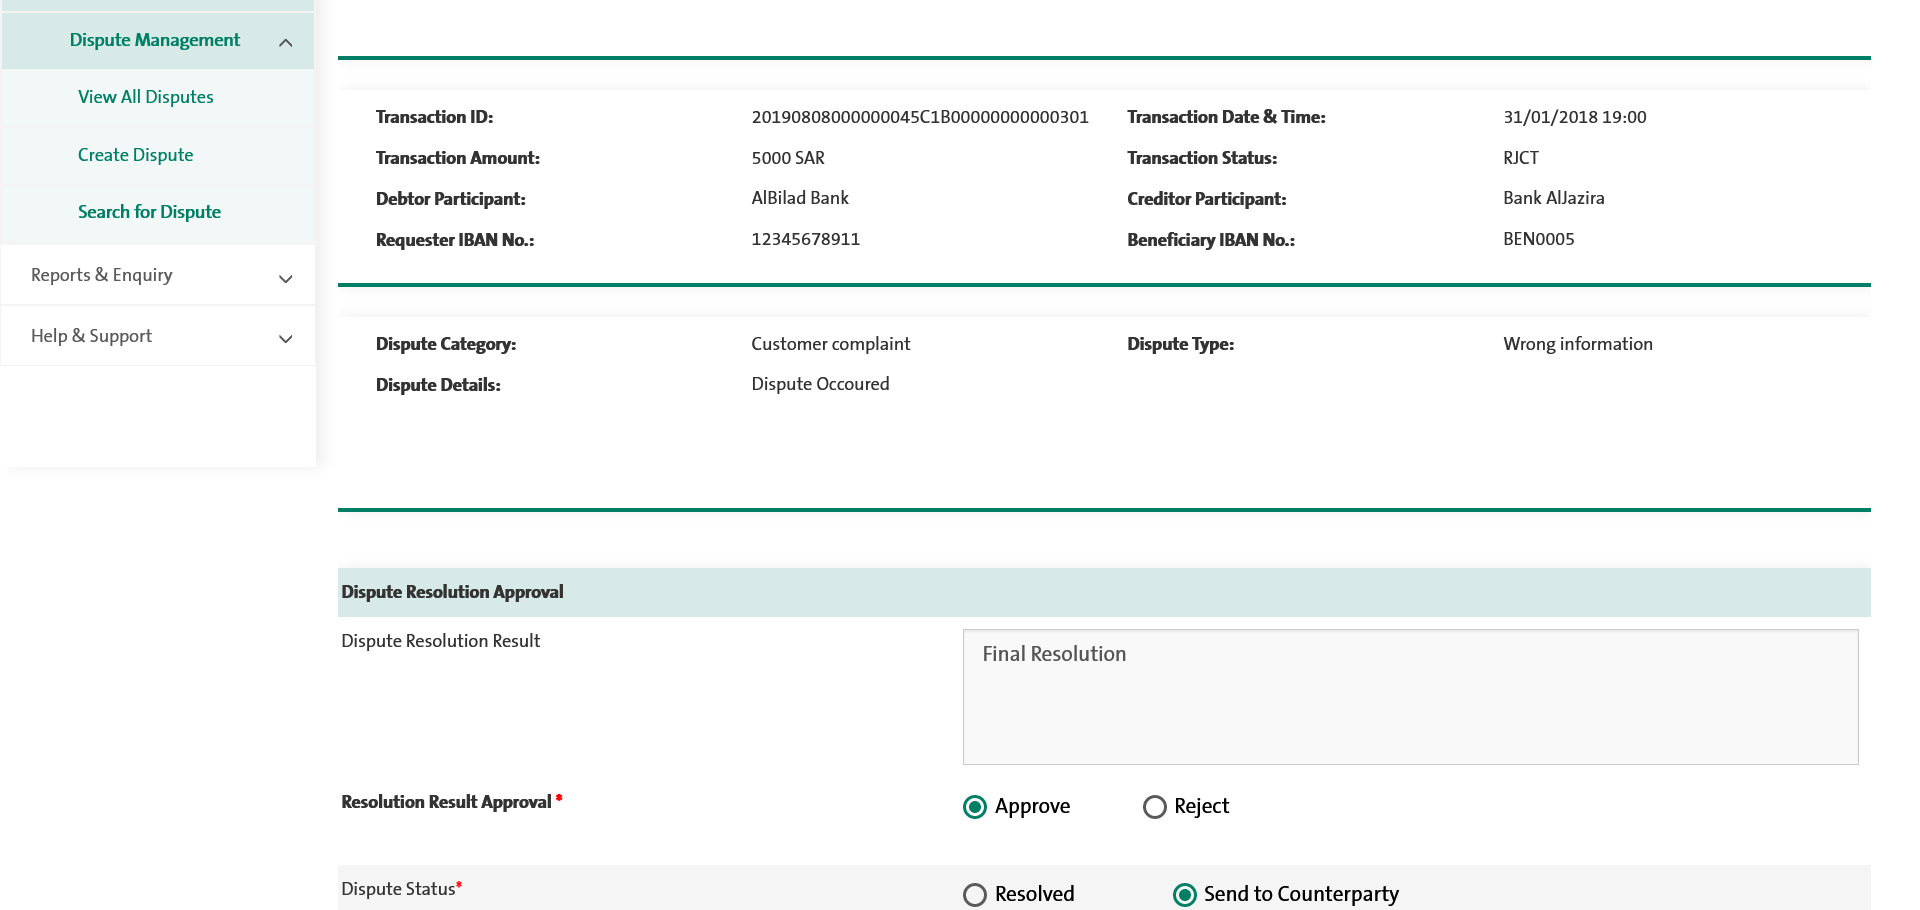 Dispute Management
View All Disputes
Create Dispute
Search for Dispute
Reports & Enquiry
Help & Support
Transaction ID: 20190808000000045C1B00000000000301 Transaction Date & Time: 31/01/2018 19:00
Transaction Amount: 5000 SAR Transaction Status: RJCT
Debtor Participant: AlBilad Bank Creditor Participant: Bank AlJazira
Requester IBAN No.: 12345678911 Beneficiary IBAN No.: BEN0005
Dispute Category: Customer complaint Dispute Type: Wrong information
Dispute Details: Dispute Occoured
Dispute Resolution Approval
Dispute Resolution Result Final Resolution
Resolution Result Approval * Approve Reject
Dispute Status* Resolved Send to Counterparty